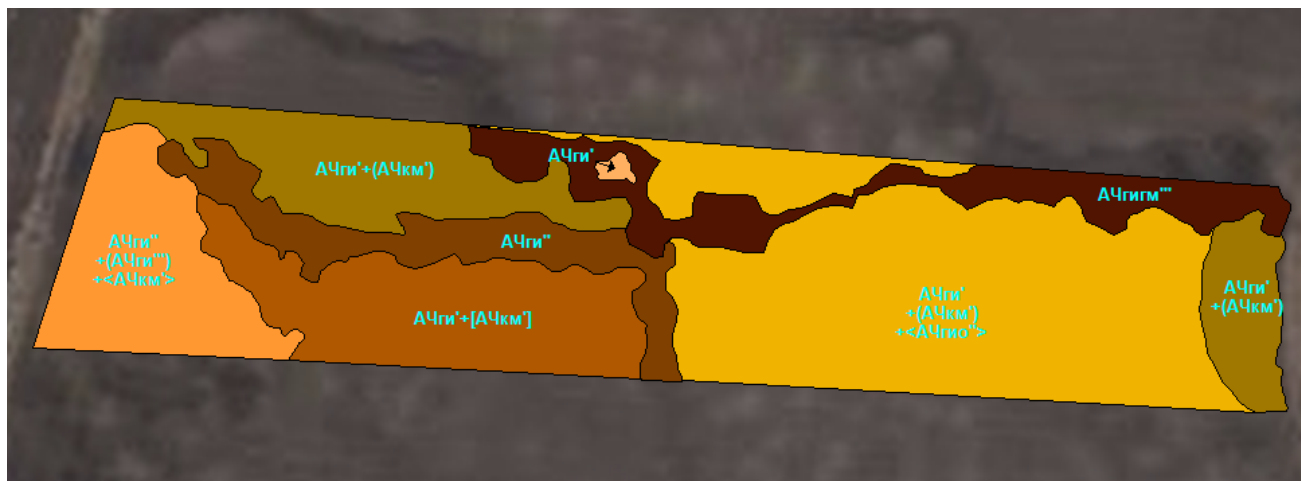 АЧги'
АЧги'+(АЧкм')
АЧгигм'''
АЧги''
АЧги''
+(АЧги''')
+<АЧкм'>
АЧги'+[АЧкм']
АЧги'
+(АЧкм')
+<АЧгио''>
АЧги'
+(АЧкм')